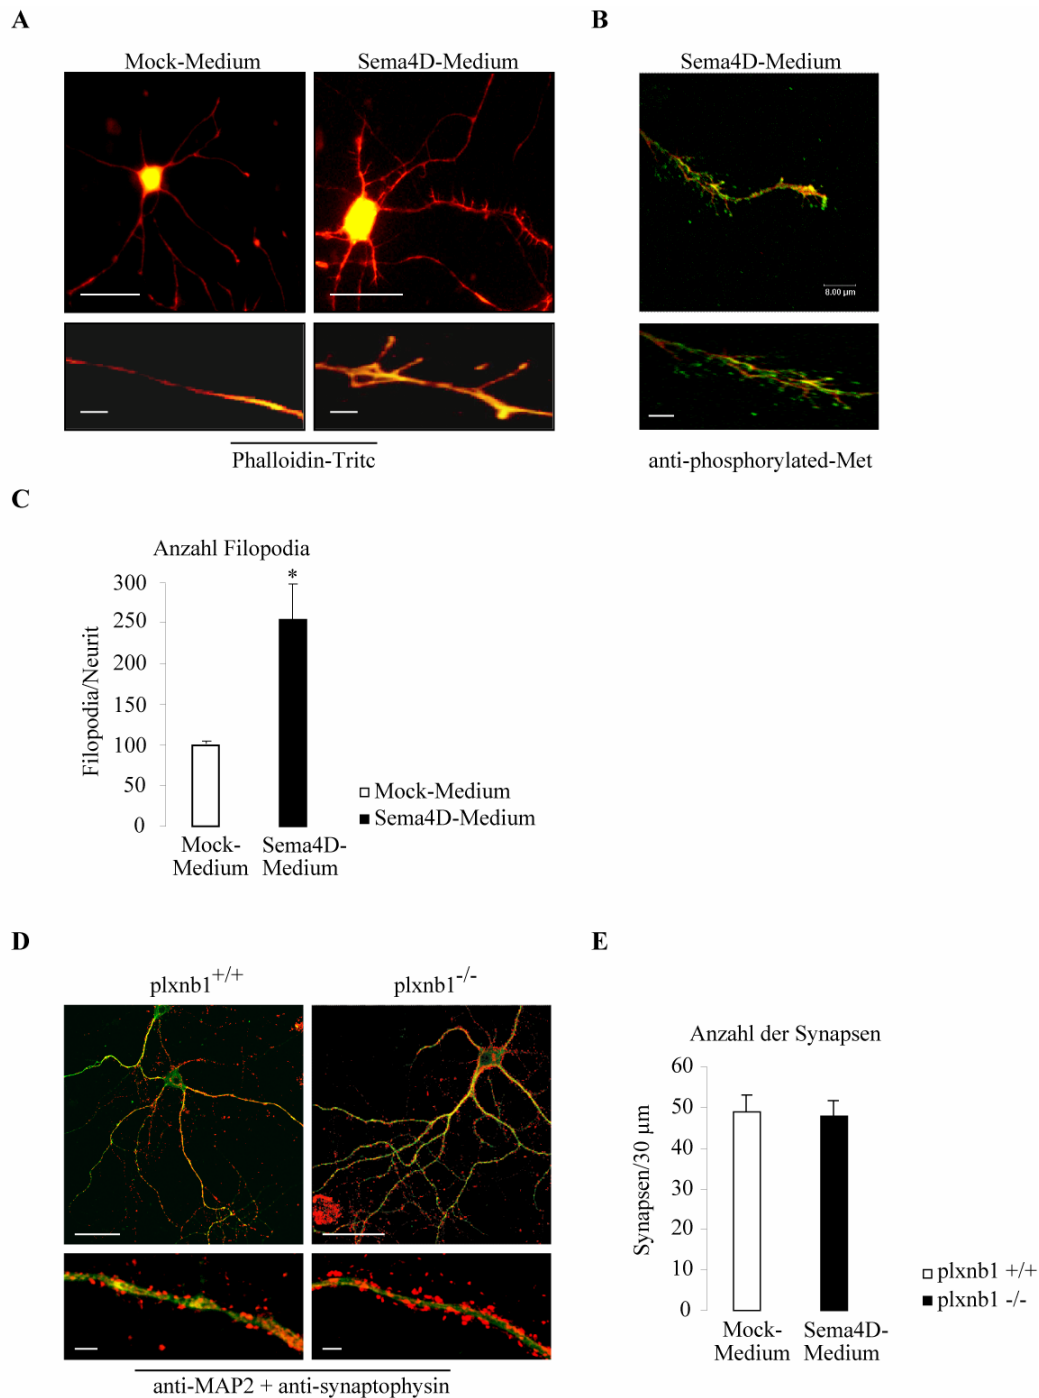 A
Mock-Medium
Sema4D-Medium
Phalloidin-Tritc
B
Sema4D-Medium
8.00 µm
anti-phosphorylated-Met
C
Anzahl Filopodia
Filopodia/Neurit
300
250
200
150
100
50
0
*
Mock-
Medium
Sema4D-
Medium
Mock-Medium
Sema4D-Medium
D
plxnb1+/+
plxnb1-/-
anti-MAP2 + anti-synaptophysin
E
Anzahl der Synapsen
Synapsen/30 µm
60
50
40
30
20
10
0
Mock-
Medium
Sema4D-
Medium
plxnb1 +/+
plxnb1 -/-